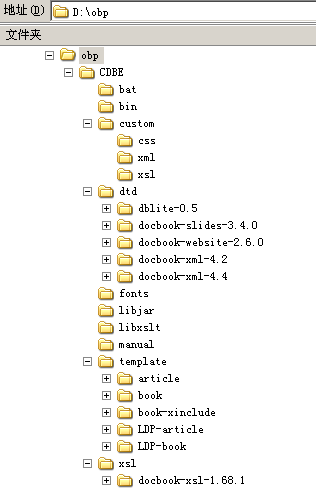 地址(D) D:\obp
文件夹
obp
CDBE
bat
bin
custom
css
xml
xsl
dtd
dblite-0.5
docbook-slides-3.4.0
docbook-website-2.6.0
docbook-xml-4.2
docbook-xml-4.4
fonts
libjar
libxslt
manual
template
article
book
book-xinclude
LDP-article
LDP-book
xsl
docbook-xsl-1.68.1